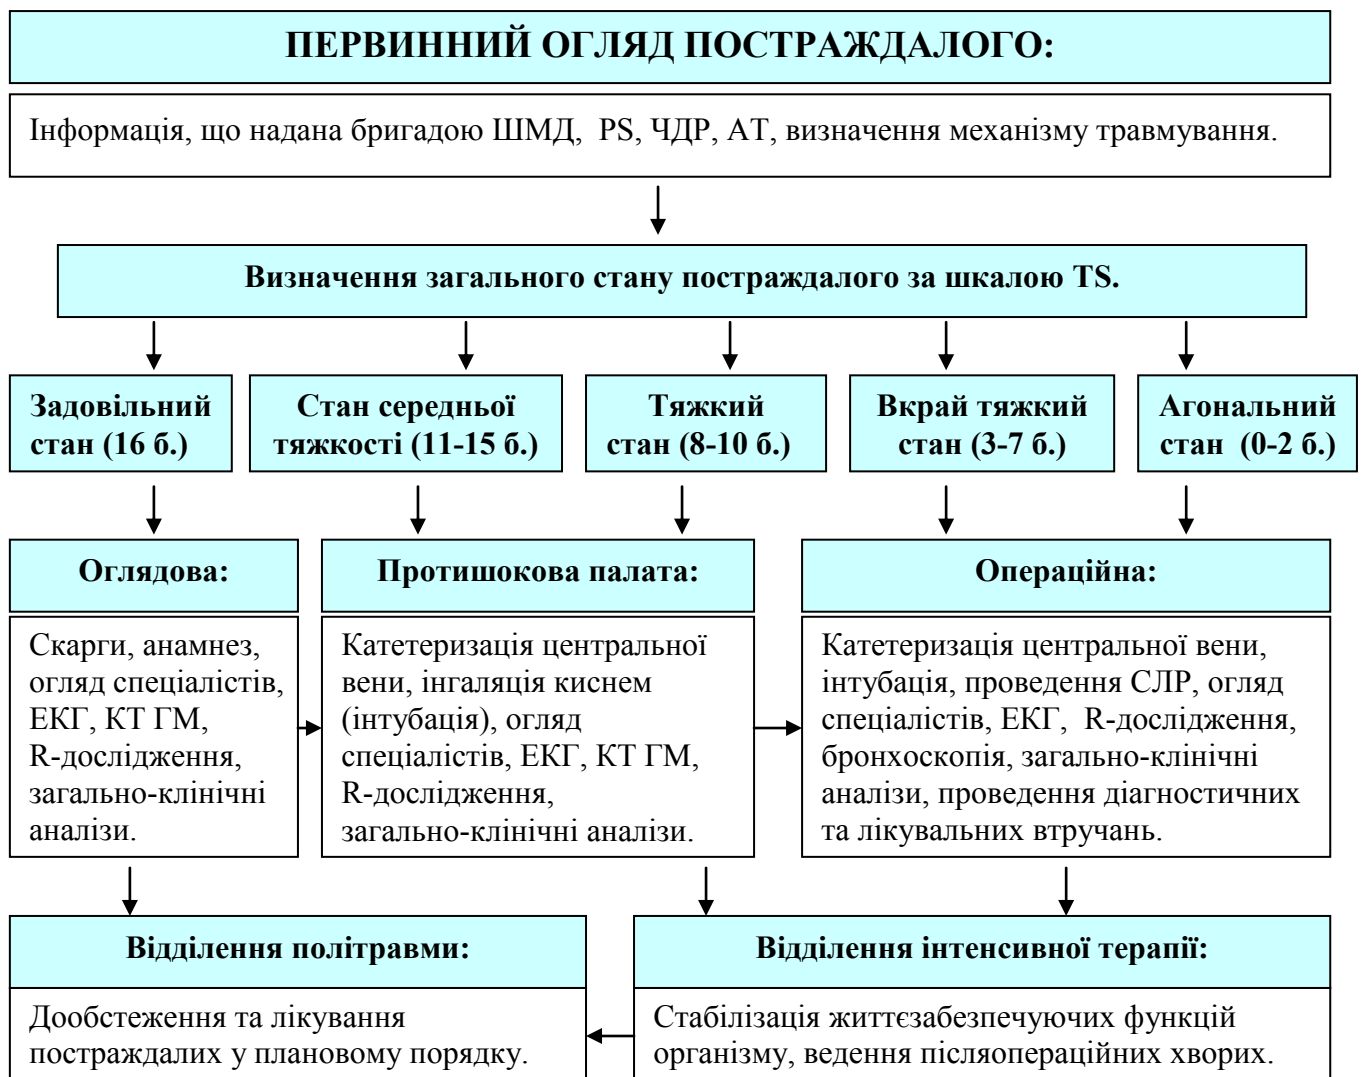 ПЕРВИННИЙ ОГЛЯД ПОСТРАЖДАЛОГО:
Інформація, що надана бригадою ШМД, PS, ЧДР, АТ, визначення механізму травмування.
Визначення загального стану постраждалого за шкалою TS.
Задовільний
стан (16 б.)
Стан середньої
тяжкості (11-15 б.)
Тяжкий
стан (8-10 б.)
Вкрай тяжкий
стан (3-7 б.)
Агональний
стан (0-2 б.)
Оглядова:
Скарги, анамнез,
огляд спеціалістів,
ЕКГ, КТ ГМ,
R-дослідження,
загально-клінічні
аналізи.
Протишокова палата:
Катетеризація центральної
вени, інгаляція киснем
(інтубація), огляд
спеціалістів, ЕКГ, КТ ГМ,
R-дослідження,
загально-клінічні аналізи.
Операційна:
Катетеризація центральної вени,
інтубація, проведення СЛР, огляд
спеціалістів, ЕКГ, R-дослідження,
бронхоскопія, загально-клінічні
аналізи, проведення діагностичних
та лікувальних втручань.
Відділення політравми:
Дообстеження та лікування
постраждалих у плановому порядку.
Відділення інтенсивної терапії:
Стабілізація життєзабезпечуючих функцій
організму, ведення післяопераційних хворих.